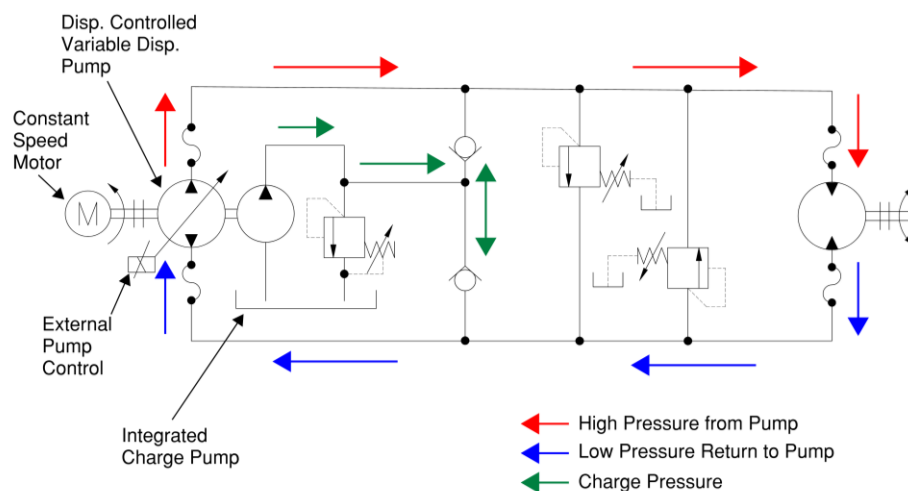 Disp. Controlled
Variable Disp.
Pump
Constant
Speed
Motor
M
External
Pump
Control
Integrated
Charge Pump
High Pressure from Pump
Low Pressure Return to Pump
Charge Pressure